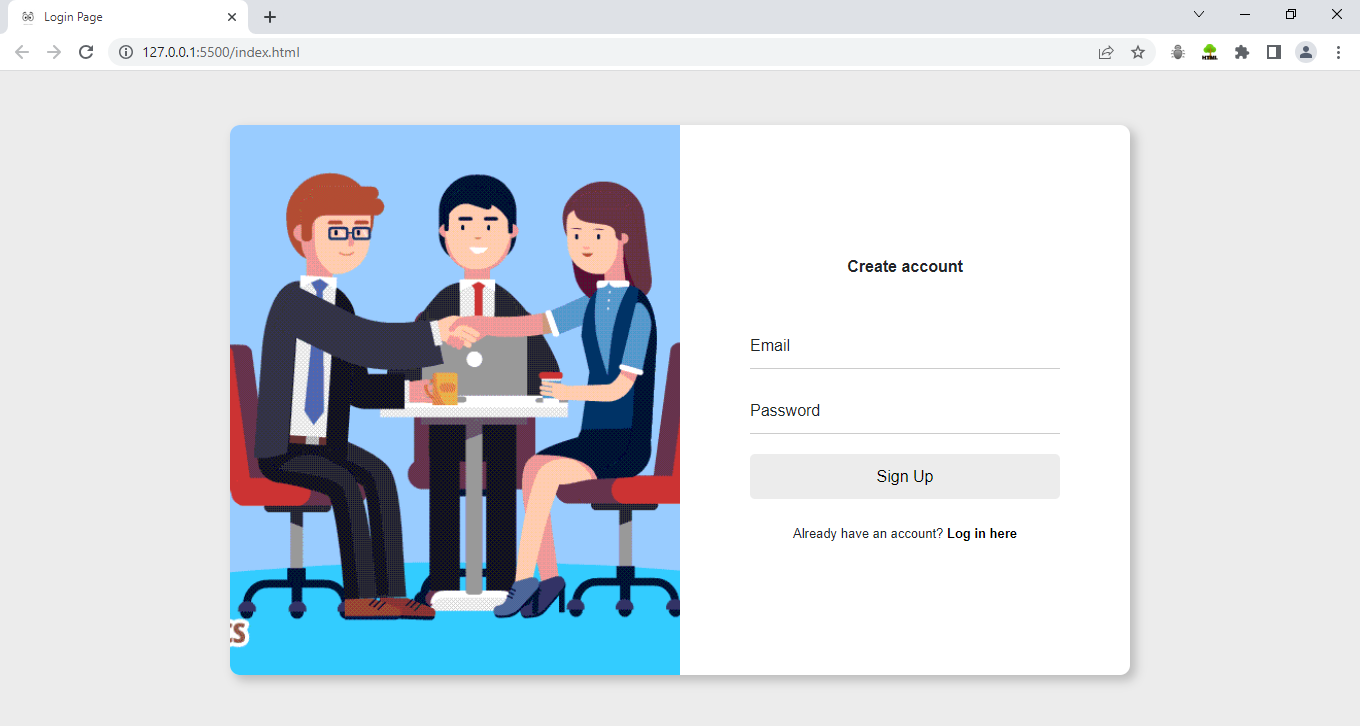 Login Page
127.0.0.1:5500/index.html
HTML
Create account
Email
Password
Sign Up
Already have an account? Log in here